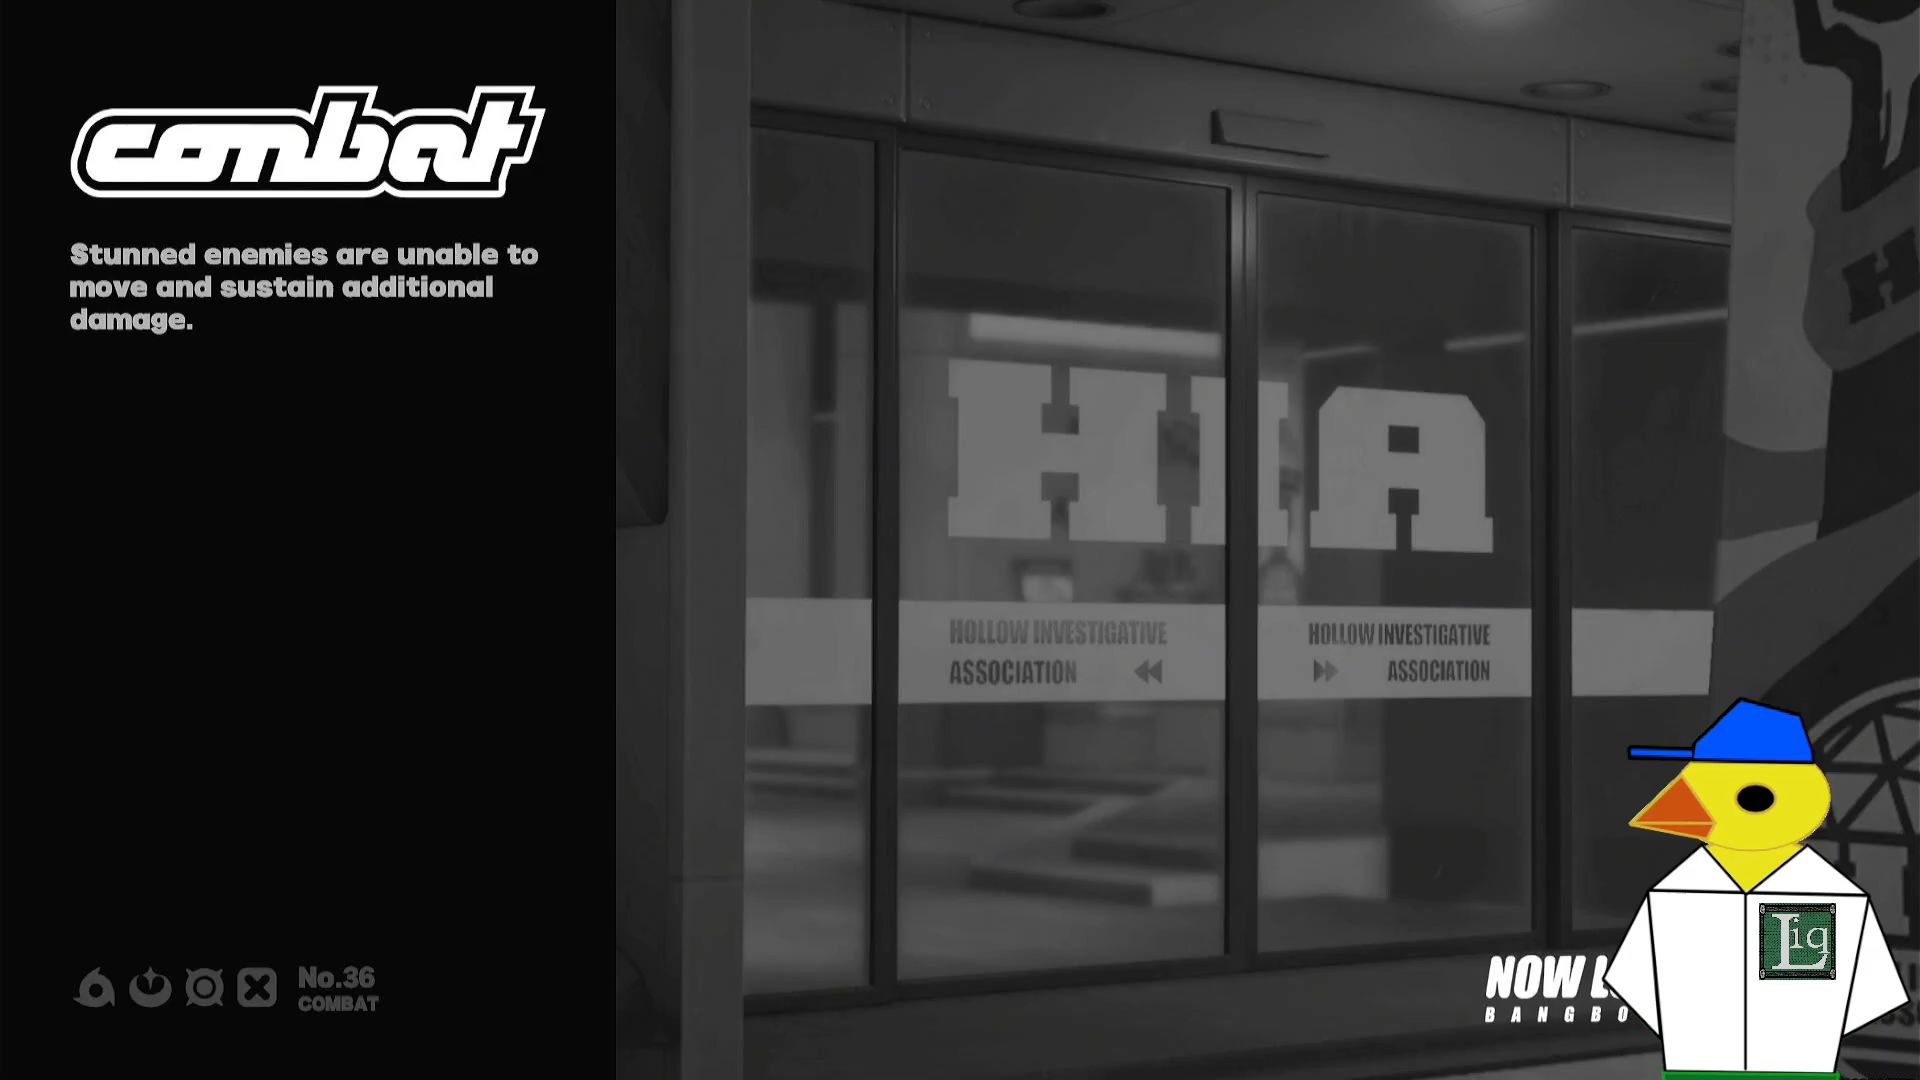 combat
Stunned enemies are unable to
move and sustain additional
damage.
HIA
HOLLOW INVESTIGATIVE
ASSOCIATION
HOLLOW INVESTIGATIVE
ASSOCIATION
No.36
COMBAT
NOW
Lig